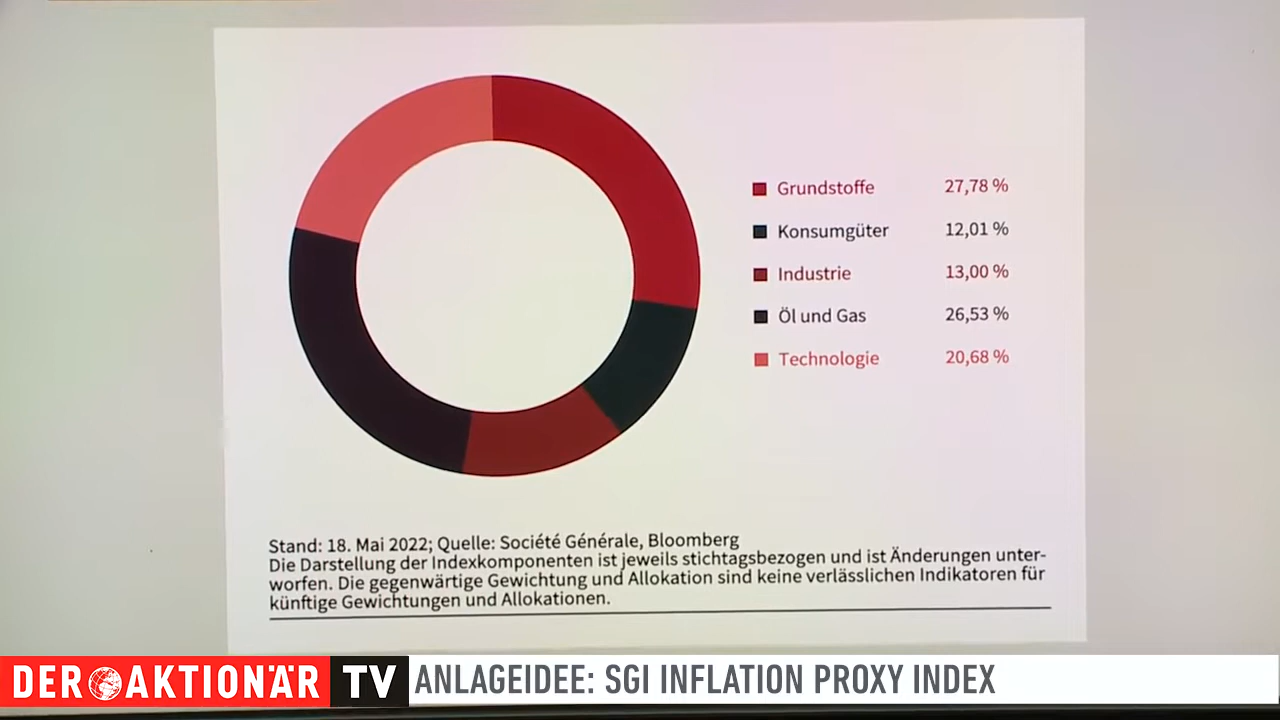 Grundstoffe 27,78 %
Konsumgüter 12,01 %
Industrie 13,00 %
Öl und Gas 26,53 %
Technologie 20,68 %
Stand: 18. Mai 2022; Quelle: Société Générale, Bloomberg
Die Darstellung der Indexkomponenten ist jeweils stichtagsbezogen und ist Änderungen unter-
worfen. Die gegenwärtige Gewichtung und Allokation sind keine verlässlichen Indikatoren für
künftige Gewichtungen und Allokationen.
DER AKTIONÄR TV ANLAGEIDEE: SGI INFLATION PROXY INDEX